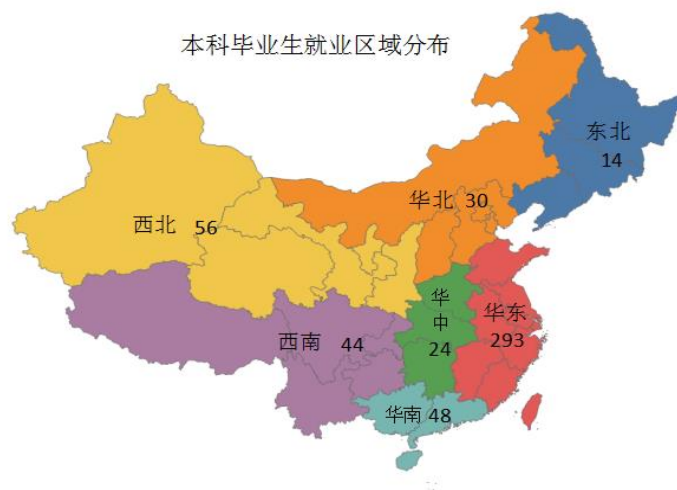 本科毕业生就业区域分布
东北
14
华北 30
西北 56
华
中
24
华东
293
西南 44
华南 48